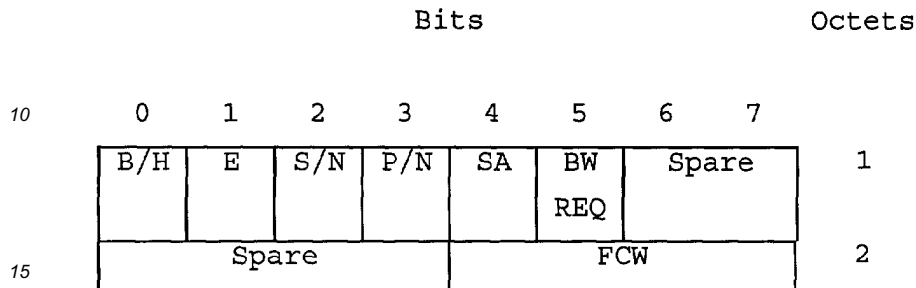 Bits Octets
10 0 1 2 3 4 5 6 7
B/H E S/N P/N SA BW Spare 1
REQ
Spare FCW 2
15